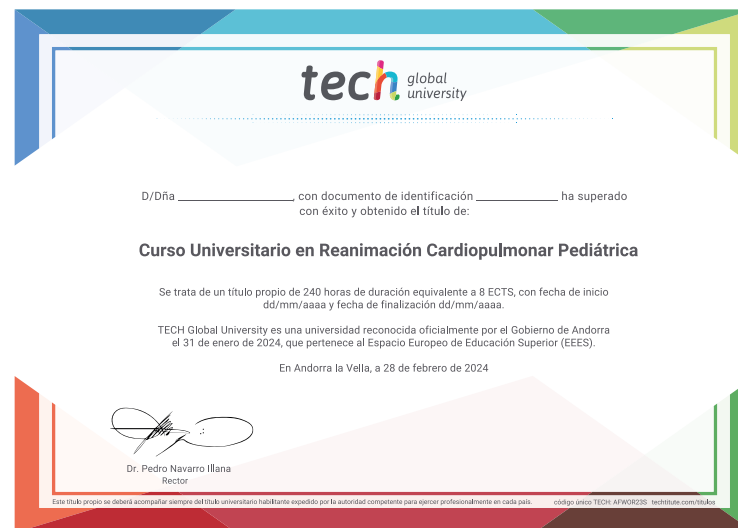 tech global university
D/Dña ____________________, con documento de identificación ______________ ha superado
con éxito y obtenido el título de:
Curso Universitario en Reanimación Cardiopulmonar Pediátrica
Se trata de un título propio de 240 horas de duración equivalente a 8 ECTS, con fecha de inicio
dd/mm/aaaa y fecha de finalización dd/mm/aaaa.
TECH Global University es una universidad reconocida oficialmente por el Gobierno de Andorra
el 31 de enero de 2024, que pertenece al Espacio Europeo de Educación Superior (EEES).
En Andorra la Vella, a 28 de febrero de 2024
Dr. Pedro Navarro Illana
Rector
Este título propio se deberá acompañar siempre del título universitario habilitante expedido por la autoridad competente para ejercer profesionalmente en cada país. código único TECH: AFWOR23S techtitute.com/titulos